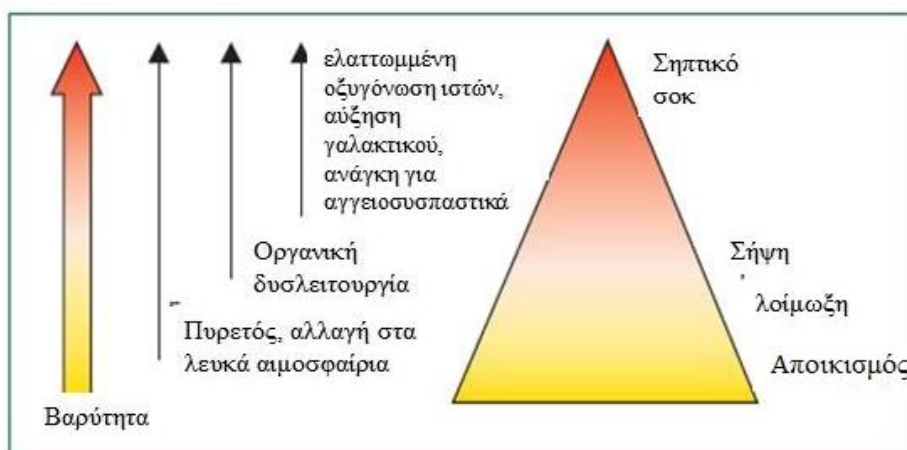 ελαττωμμένη
οξυγόνωση ιστών,
αύξηση
γαλακτικού,
ανάγκη για
αγγειοσυσπαστικά
Οργανική
δυσλειτουργία
Πυρετός, αλλαγή στα
λευκά αιμοσφαίρια
Βαρύτητα
Σηπτικό
σοκ
Σήψη
λοίμωξη
Αποικισμός